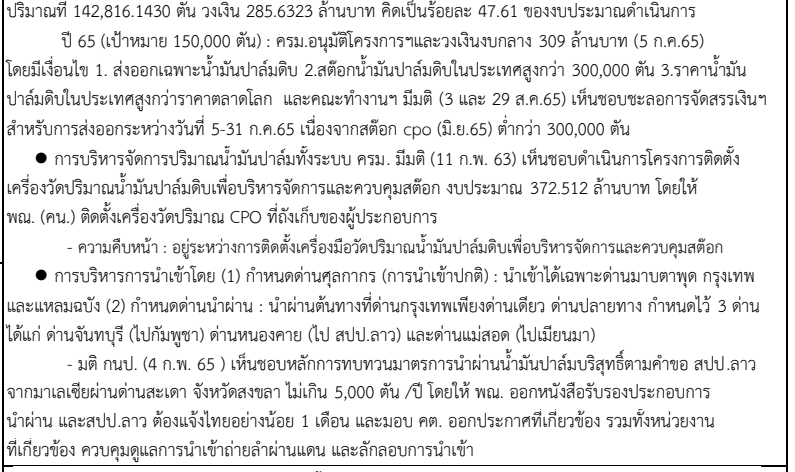 ปริมาณที่ 142,816.1430 ตัน วงเงิน 285.6323 ล้านบาท คิดเป็นร้อยละ 47.61 ของงบประมาณดำเนินการ
ปี 65 (เป้าหมาย 150,000 ตัน) : ครม.อนุมัติโครงการฯและวงเงินงบกลาง 309 ล้านบาท (5 ก.ค.65)
โดยมีเงื่อนไข 1. ส่งออกเฉพาะน้ำมันปาล์มดิบ 2.สต๊อกน้ำมันปาล์มดิบในประเทศสูงกว่า 300,000 ตัน 3.ราคาน้ำมัน
ปาล์มดิบในประเทศสูงกว่าราคาตลาดโลก และคณะทำงานฯ มีมติ (3 และ 29 ส.ค.65) เห็นชอบชะลอการจัดสรรเงินฯ
สำหรับการส่งออกระหว่างวันที่ 5-31 ก.ค.65 เนื่องจากสต๊อก cpo (มิ.ย.65) ต่ำกว่า 300,000 ตัน
● การบริหารจัดการปริมาณน้ำมันปาล์มทั้งระบบ ครม. มีมติ (11 ก.พ. 63) เห็นชอบดำเนินการโครงการติดตั้ง
เครื่องวัดปริมาณน้ำมันปาล์มดิบเพื่อบริหารจัดการและควบคุมสต๊อก งบประมาณ 372.512 ล้านบาท โดยให้
พณ. (คน.) ติดตั้งเครื่องวัดปริมาณ CPO ที่ถังเก็บของผู้ประกอบการ
- ความคืบหน้า : อยู่ระหว่างการติดตั้งเครื่องมือวัดปริมาณน้ำมันปาล์มดิบเพื่อบริหารจัดการและควบคุมสต๊อก
● การบริหารการนำเข้าโดย (1) กำหนดด่านศุลกากร (การนำเข้าปกติ) : นำเข้าได้เฉพาะด่านมาบตาพุด กรุงเทพ
และแหลมฉบัง (2) กำหนดด่านนำผ่าน : นำผ่านต้นทางที่ด่านกรุงเทพเพียงด่านเดียว ด่านปลายทาง กำหนดไว้ 3 ด่าน
ได้แก่ ด่านจันทบุรี (ไปกัมพูชา) ด่านหนองคาย (ไป สปป.ลาว) และด่านแม่สอด (ไปเมียนมา)
- มติ กนป. (4 ก.พ. 65 ) เห็นชอบหลักการทบทวนมาตรการนำผ่านน้ำมันปาล์มบริสุทธิ์ตามคำขอ สปป.ลาว
จากมาเลเซียผ่านด่านสะเดา จังหวัดสงขลา ไม่เกิน 5,000 ตัน /ปี โดยให้ พณ. ออกหนังสือรับรองประกอบการ
นำผ่าน และสปป.ลาว ต้องแจ้งไทยอย่างน้อย 1 เดือน และมอบ คต. ออกประกาศที่เกี่ยวข้อง รวมทั้งหน่วยงาน
ที่เกี่ยวข้อง ควบคุมดูแลการนำเข้าถ่ายลำผ่านแดน และลักลอบการนำเข้า